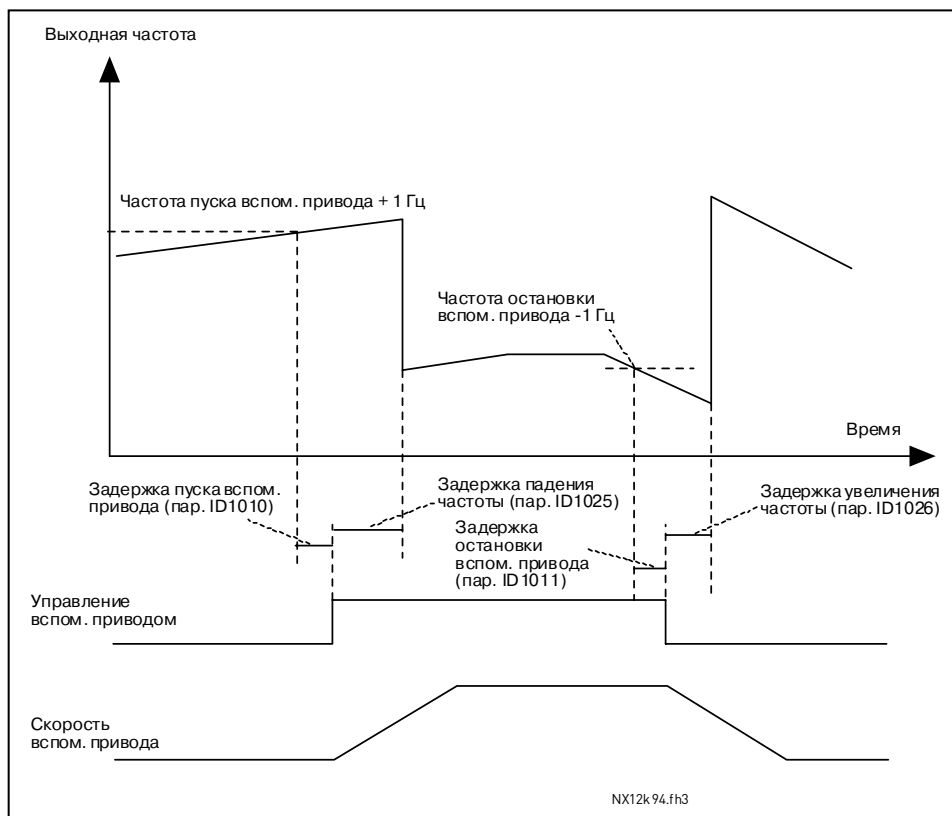 Выходная частота
Частота пуска вспом. привода + 1 Гц
Частота остановки
вспом. привода -1 Гц
Время
Задержка пуска вспом.
привода (пар. ID1010)
Задержка падения
частоты (пар. ID1025)
Задержка
остановки
вспом. привода
(пар. ID1011)
Задержка увеличения
частоты (пар. ID1026)
Управление
вспом. приводом
Скорость
вспом. привода
NX12k94.fh3